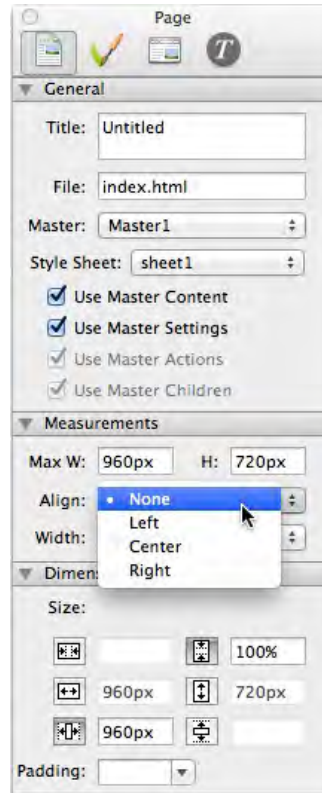 Page
T
General
Title: Untitled
File: index.html
Master: Master1
Style Sheet: sheet1
Use Master Content
Use Master Settings
Use Master Actions
Use Master Children
Measurements
Max W: 960px H: 720px
Align: • None
Left
Width:
Center
Right
Dimen
Size:
100%
960px 720px
960px
Padding: